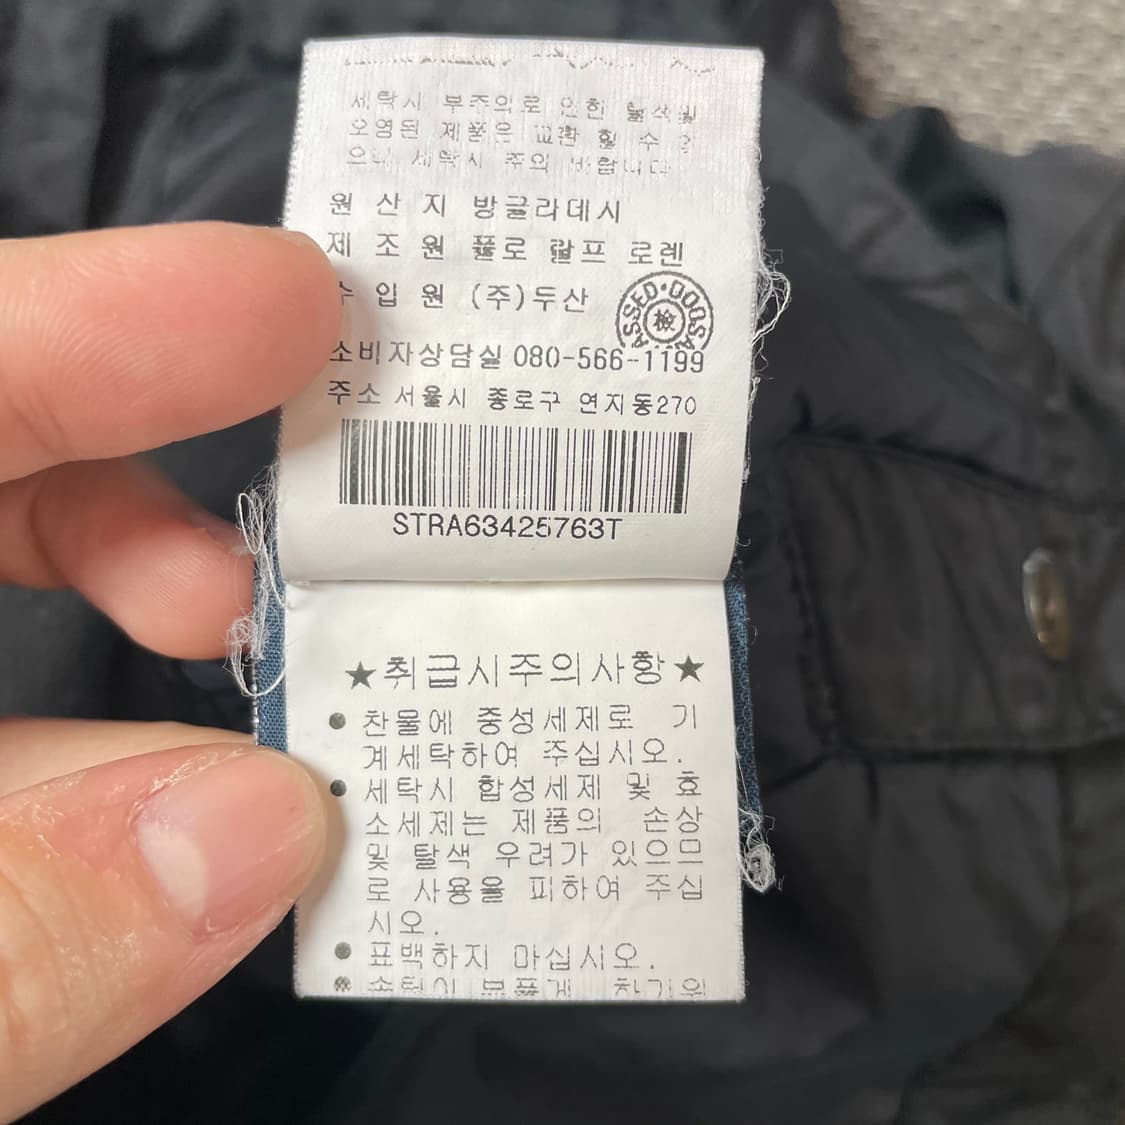 세탁시 부주의로 인한 탈색및
오염된 제품은 교환 할 수 ?
으니 세탁시 주의 바랍니다
원 산 지 방글라데시
제 조 원 폴로 랄프 로렌
수 입 원 (주)두산
PASSED·GOODS
檢
소비자상담실 080-566-1199
주소 서울시 종로구 연지동270
STRA63425763T
★취급시주의사항★
● 찬물에 중성세제로 기
계세탁하여 주십시오.
● 세탁시 합성세제 및 효
소세제는 제품의 손상
및 탈색 우려가 있으므
로 사용을 피하여 주십
시오.
● 표백하지 마십시오.